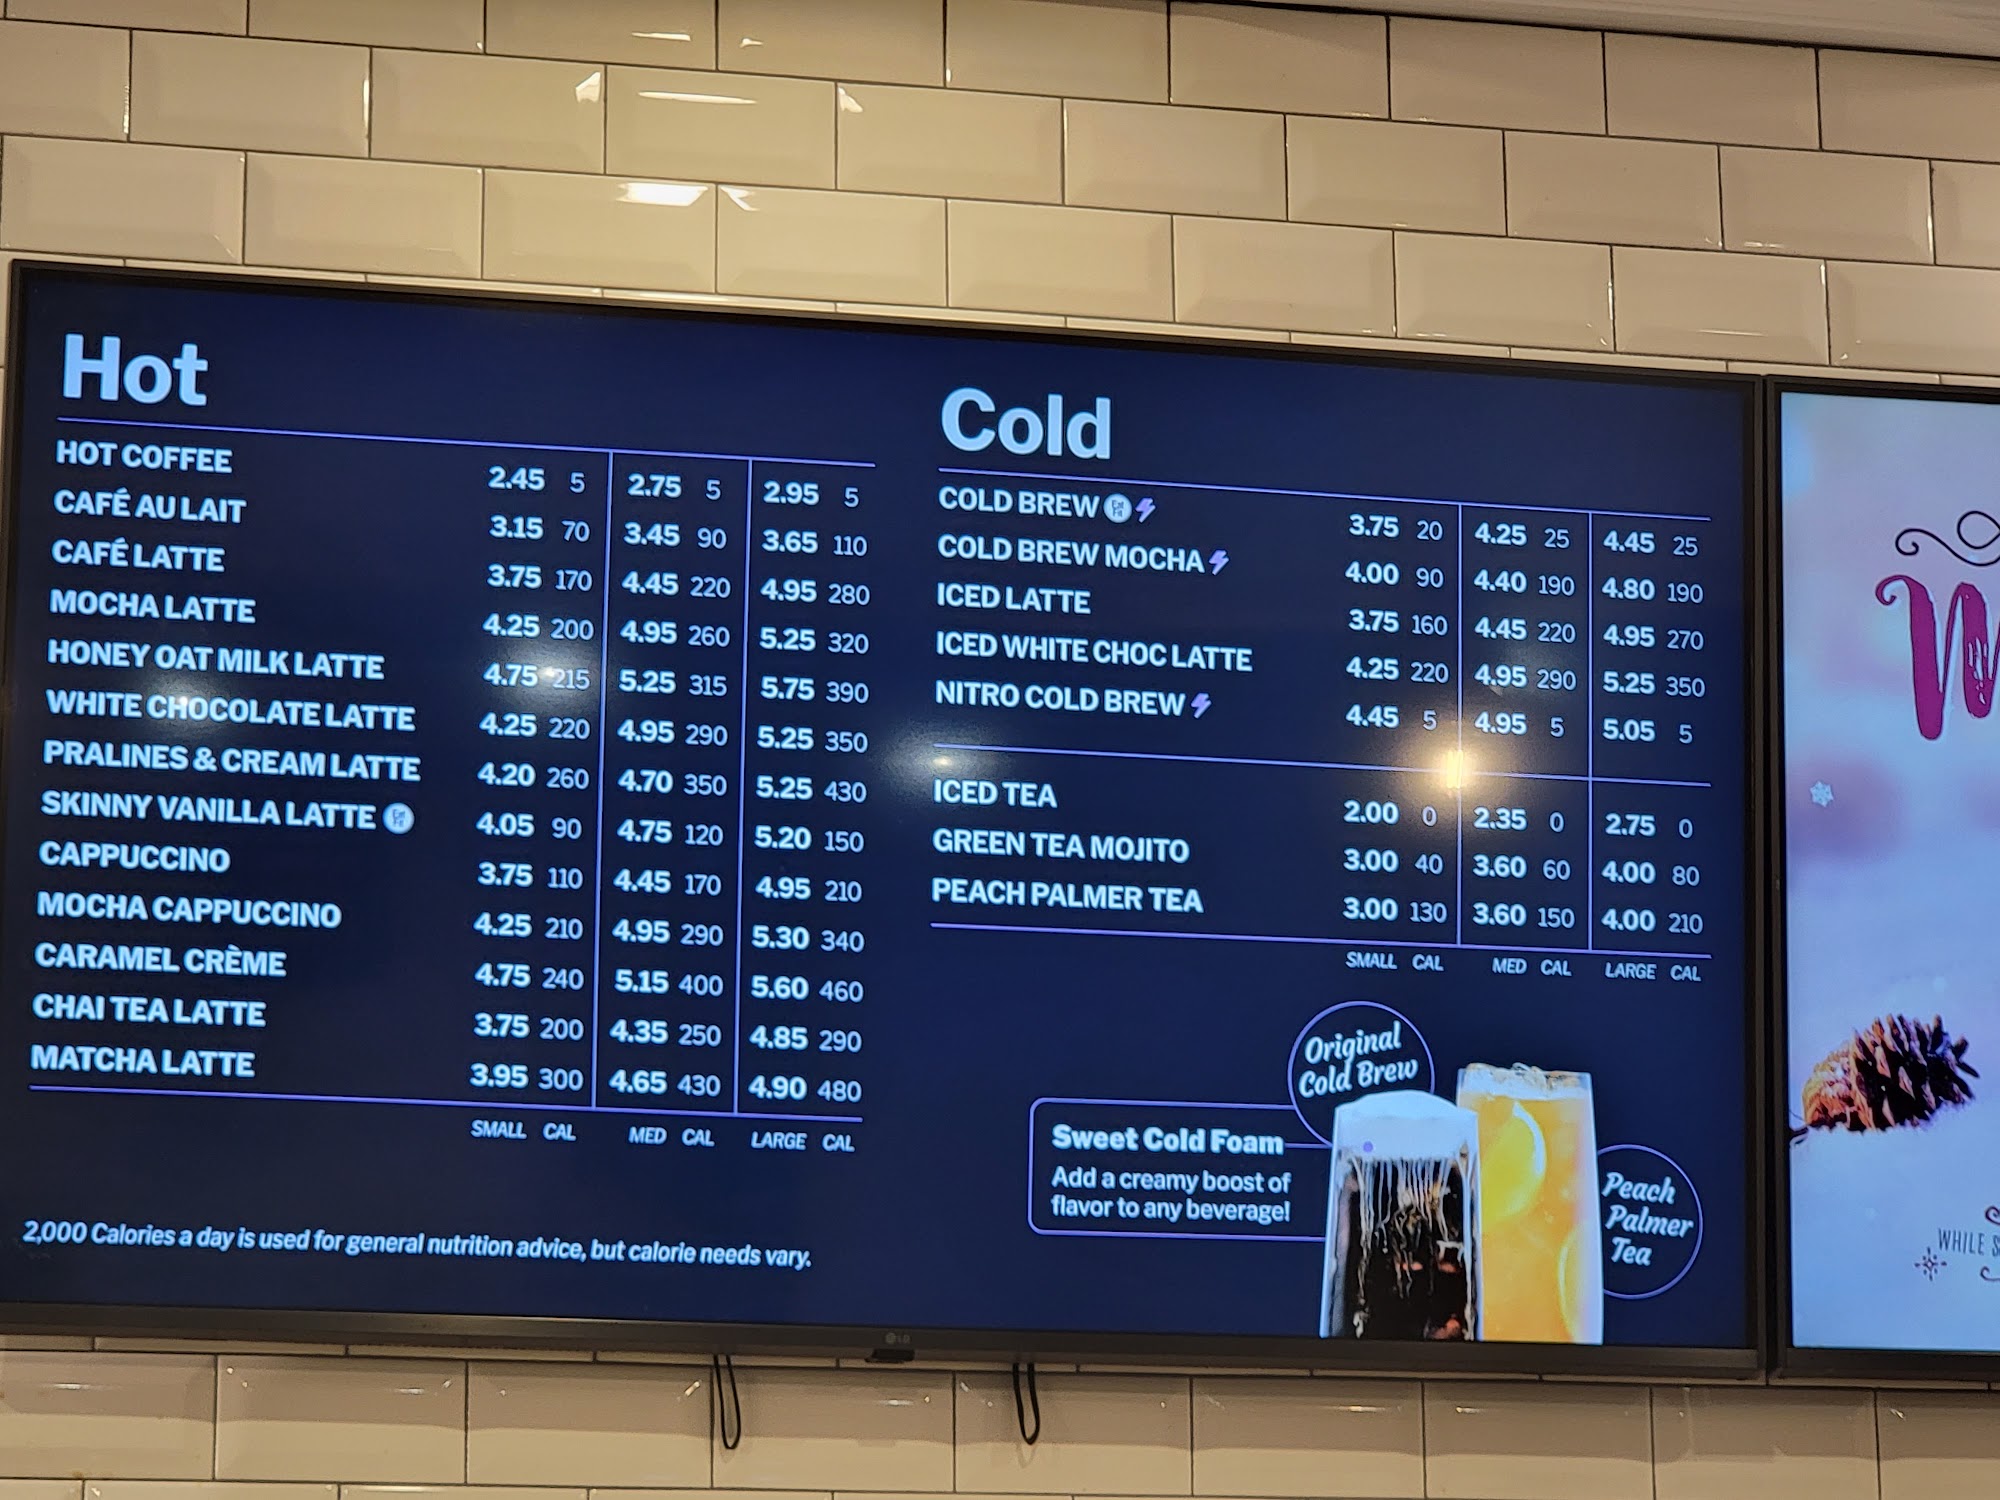 Hot
HOT COFFEE 2.45 5 2.75 5 2.95 5
CAFÉ AU LAIT 3.15 70 3.45 90 3.65 110
CAFÉ LATTE 3.75 170 4.45 220 4.95 280
MOCHA LATTE 4.25 200 4.95 260 5.25 320
HONEY OAT MILK LATTE 4.75 215 5.25 315 5.75 390
WHITE CHOCOLATE LATTE 4.25 220 4.95 290 5.25 350
PRALINES & CREAM LATTE 4.20 260 4.70 350 5.25 430
SKINNY VANILLA LATTE 4.05 90 4.75 120 5.20 150
CAPPUCCINO 3.75 110 4.45 170 4.95 210
MOCHA CAPPUCCINO 4.25 210 4.95 290 5.30 340
CARAMEL CRÈME 4.75 240 5.15 400 5.60 460
CHAI TEA LATTE 3.75 200 4.35 250 4.85 290
MATCHA LATTE 3.95 300 4.65 430 4.90 480
SMALL CAL MED CAL LARGE CAL
2,000 Calories a day is used for general nutrition advice, but calorie needs vary.
Cold
COLD BREW 3.75 20 4.25 25 4.45 25
COLD BREW MOCHA 4.00 90 4.40 190 4.80 190
ICED LATTE 3.75 160 4.45 220 4.95 270
ICED WHITE CHOC LATTE 4.25 220 4.95 290 5.25 350
NITRO COLD BREW 4.45 5 4.95 5 5.05 5
ICED TEA 2.00 0 2.35 0 2.75 0
GREEN TEA MOJITO 3.00 40 3.60 60 4.00 80
PEACH PALMER TEA 3.00 130 3.60 150 4.00 210
SMALL CAL MED CAL LARGE CAL
Original
Cold Brew
Sweet Cold Foam
Add a creamy boost of
flavor to any beverage!
Peach
Palmer
Tea
LG
WHILE